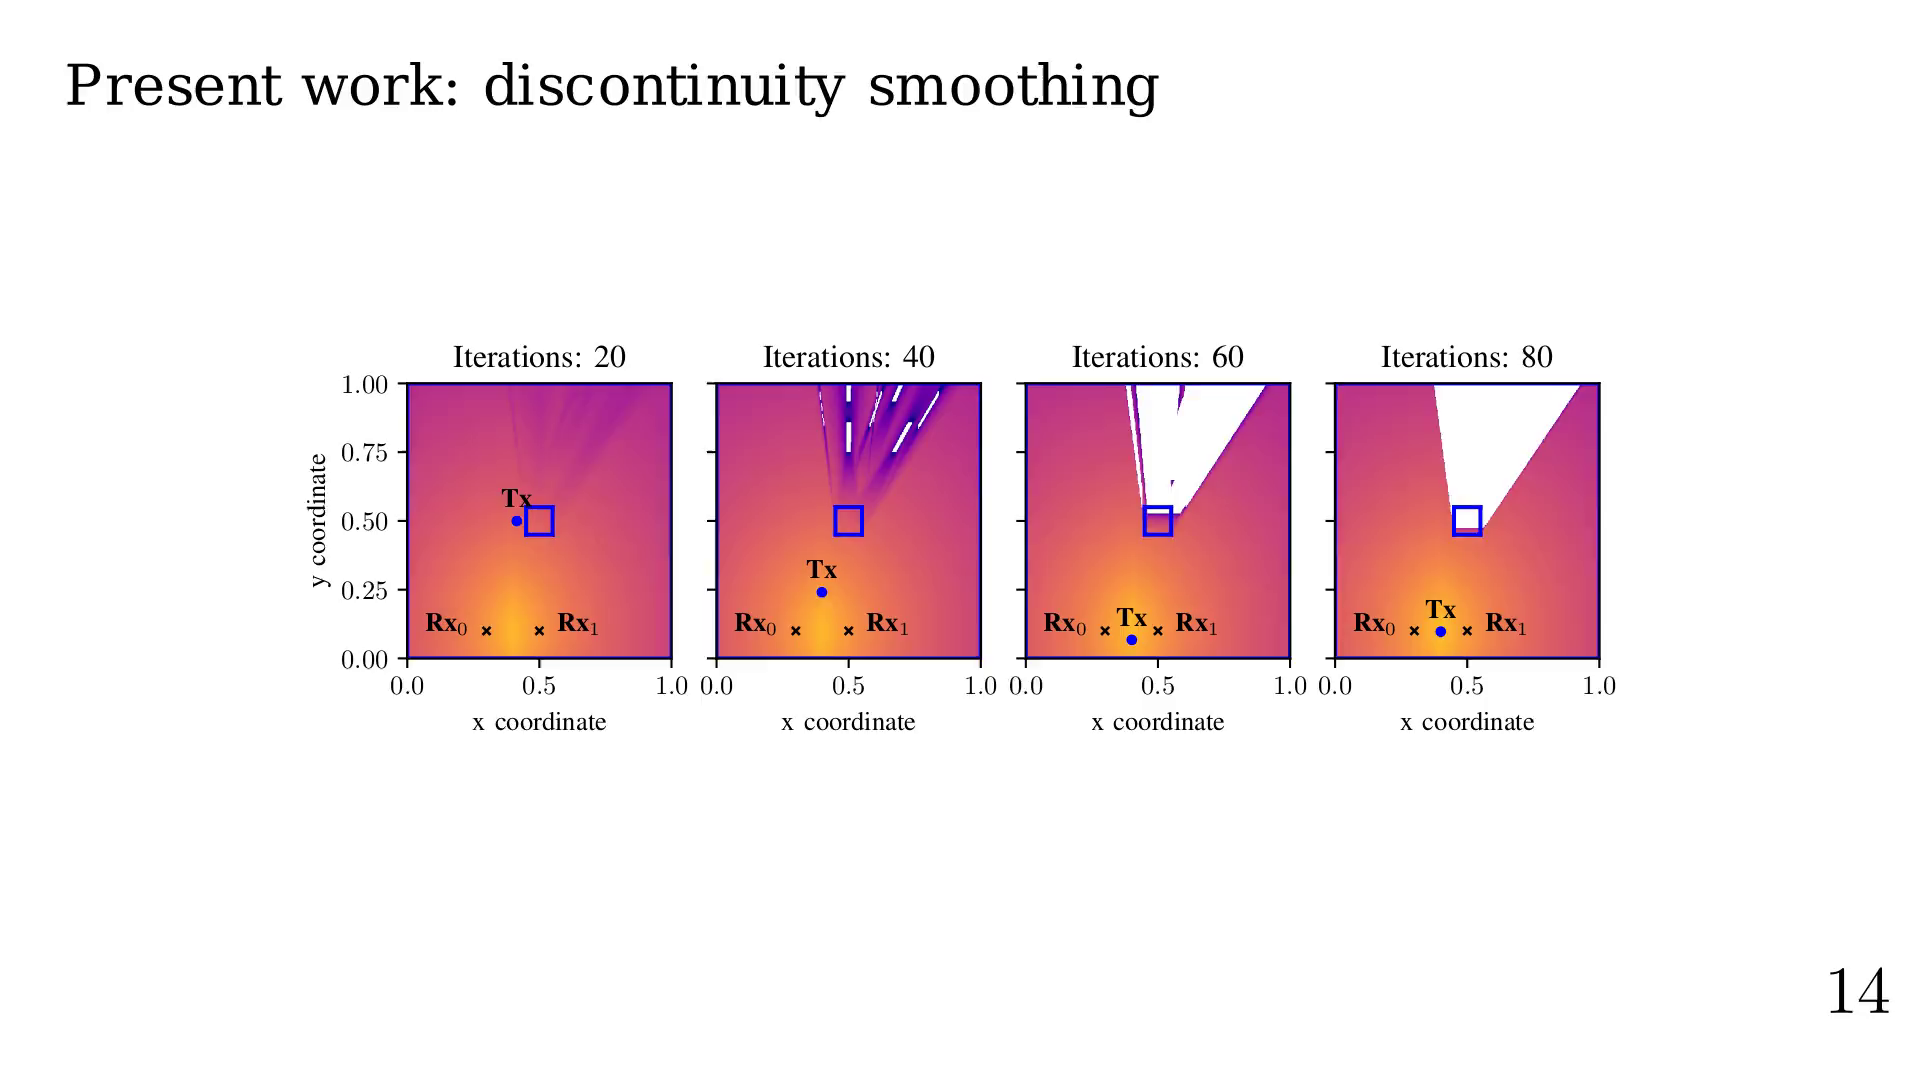 Present work: discontinuity smoothing
Iterations: 20
Iterations: 40
Iterations: 60
Iterations: 80
y coordinate
1.00
0.75
0.50
0.25
0.00
Tx
Rx0
Rx1
0.0
0.5
1.0
x coordinate
Tx
Rx0
Rx1
0.0
0.5
1.0
x coordinate
Tx
Rx0
Rx1
0.0
0.5
1.0
x coordinate
Tx
Rx0
Rx1
0.0
0.5
1.0
x coordinate
14